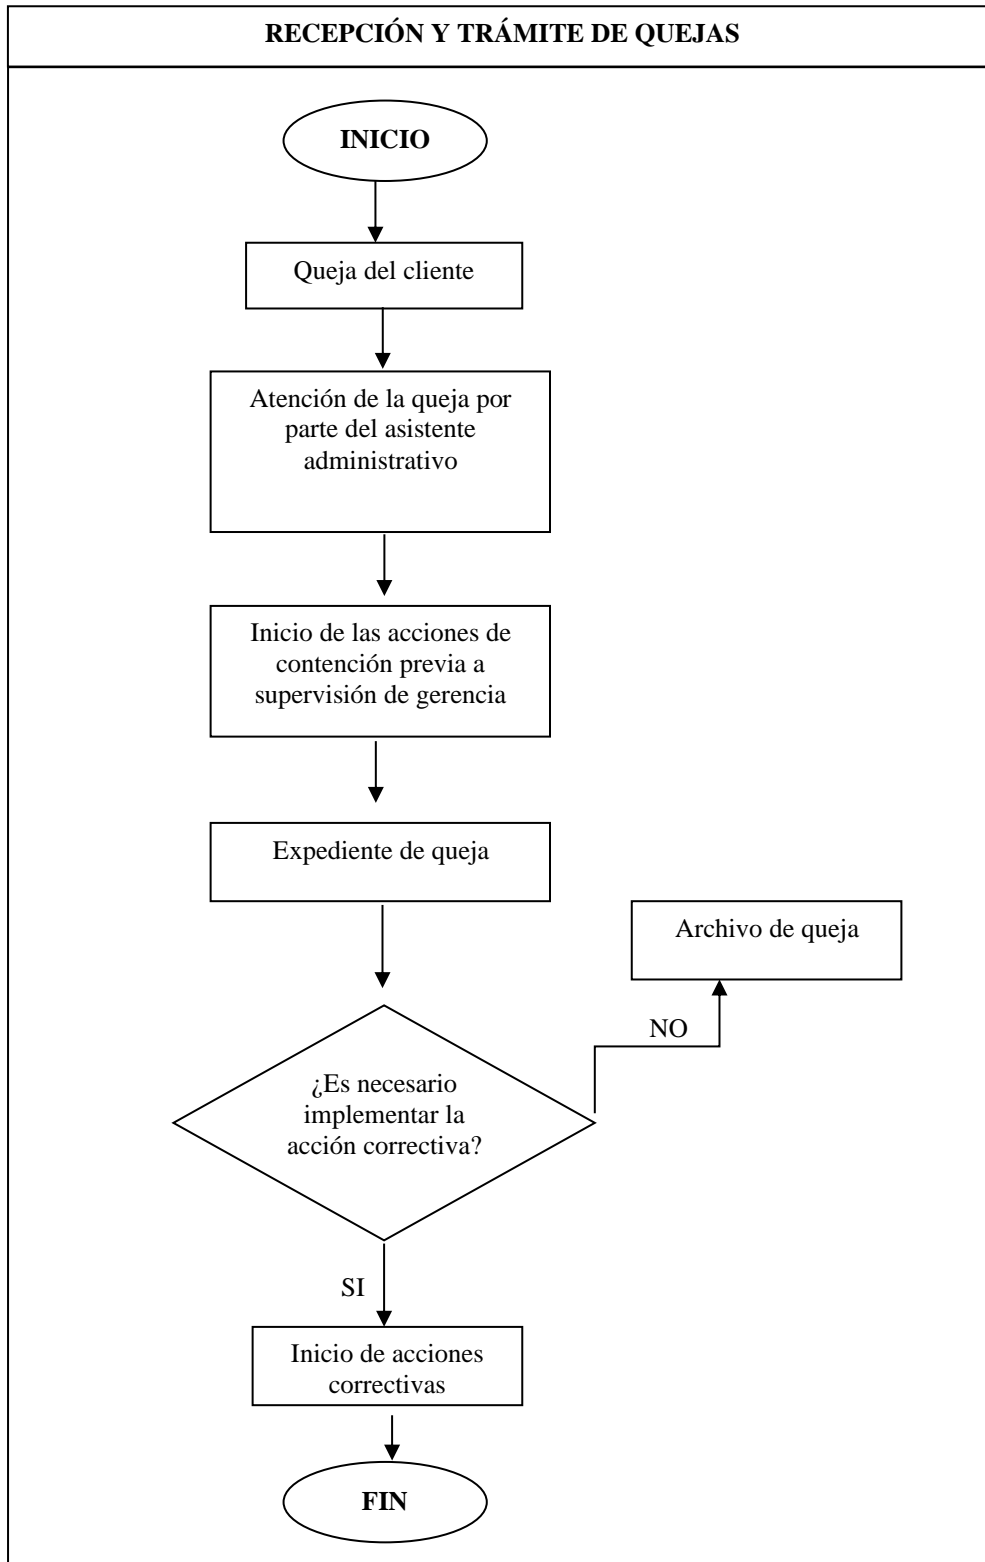 RECEPCIÓN Y TRÁMITE DE QUEJAS
INICIO
Queja del cliente
Atención de la queja por
parte del asistente
administrativo
Inicio de las acciones de
contención previa a
supervisión de gerencia
Expediente de queja
Archivo de queja
NO
¿Es necesario
implementar la
acción correctiva?
SI
Inicio de acciones
correctivas
FIN